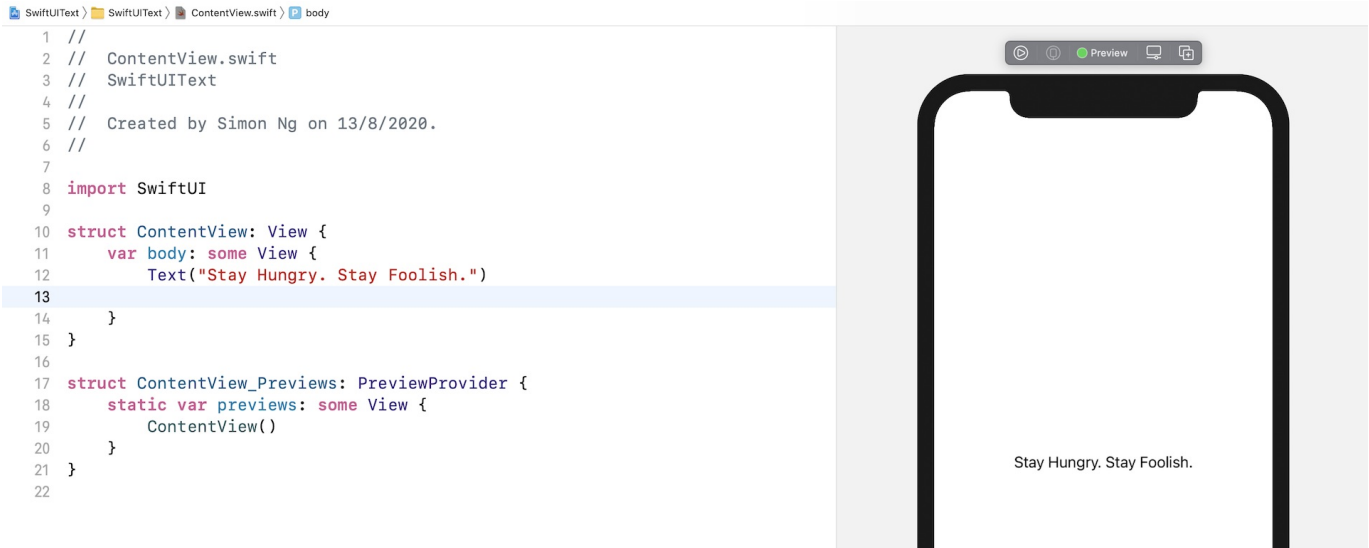 SwiftUIText 〉 SwiftUIText 〉 ContentView.swift 〉 P body
1 //
2 //  ContentView.swift
3 //  SwiftUIText
4 //
5 //  Created by Simon Ng on 13/8/2020.
6 //
7
8 import SwiftUI
9
10 struct ContentView: View {
11     var body: some View {
12         Text("Stay Hungry. Stay Foolish.")
13
14     }
15 }
16
17 struct ContentView_Previews: PreviewProvider {
18     static var previews: some View {
19         ContentView()
20     }
21 }
22
Preview
Stay Hungry. Stay Foolish.